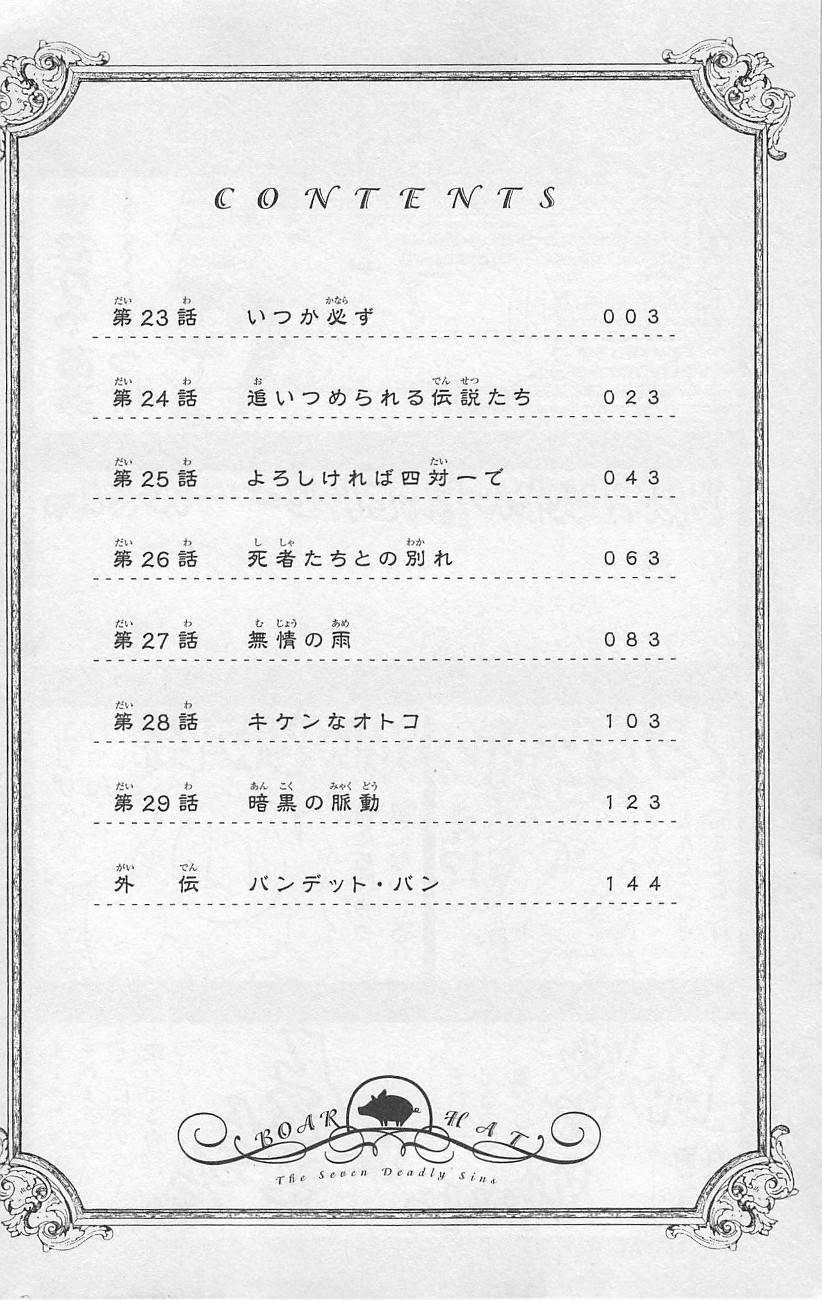 CONTENTS
第23話 いつか必ず 003
第24話 追いつめられる伝説たち 023
第25話 よろしければ四対一で 043
第26話 死者たちとの別れ 063
第27話 無情の雨 083
第28話 キケンなオトコ 103
第29話 暗黒の脈動 123
外伝 バンデット・バン 144
BOAR HAT
The Seven Deadly Sins